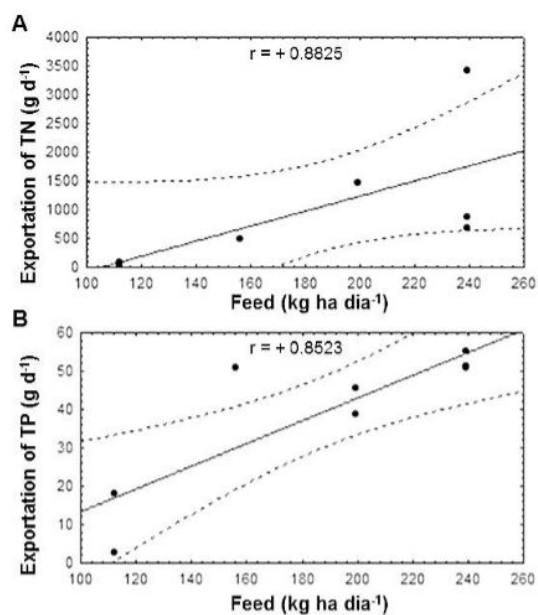 A
r = + 0.8825
Exportation of TN (g d-1)
4000
3500
3000
2500
2000
1500
1000
500
0
100 120 140 160 180 200 220 240 260
Feed (kg ha dia-1)
B
r = + 0.8523
Exportation of TP (g d-1)
60
50
40
30
20
10
0
80 100 120 140 160 180 200 220 240 260
Feed (kg ha dia-1)